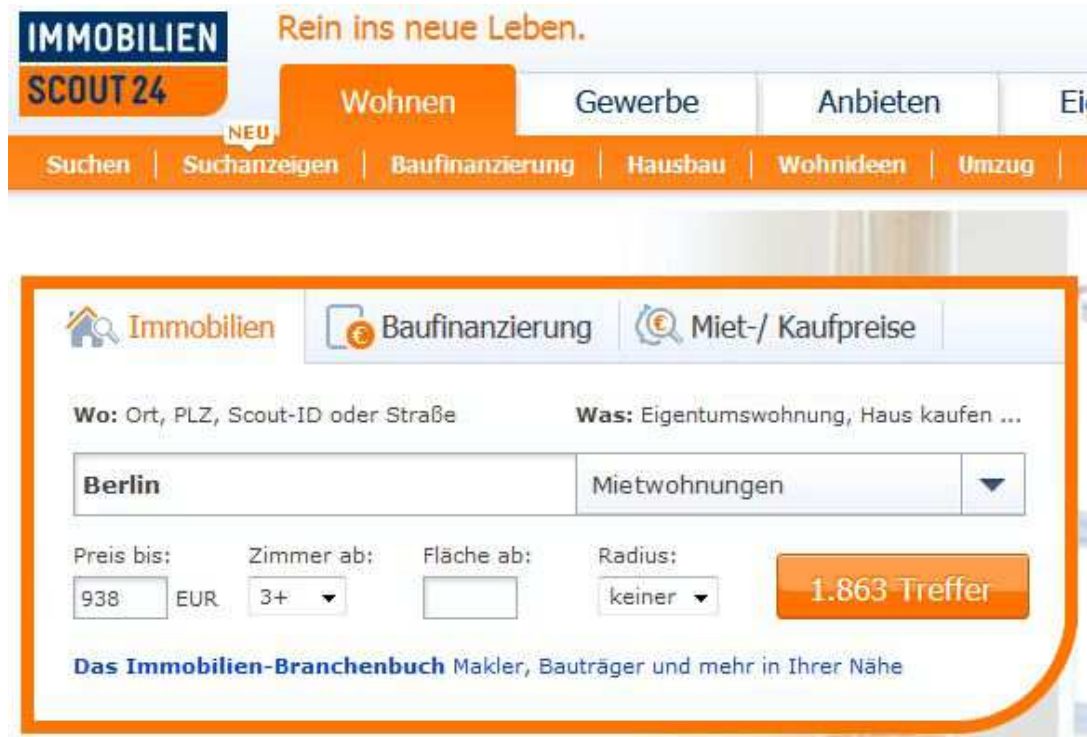 IMMOBILIEN
SCOUT 24
Rein ins neue Leben.
Wohnen Gewerbe Anbieten
NEU
Suchen | Suchanzeigen | Baufinanzierung | Hausbau | Wohnideen | Umzug |
Immobilien Baufinanzierung Miet-/ Kaufpreise
Wo: Ort, PLZ, Scout-ID oder Straße Was: Eigentumswohnung, Haus kaufen ...
Berlin Mietwohnungen
Preis bis: Zimmer ab: Fläche ab: Radius:
938 EUR 3+ keiner 1.863 Treffer
Das Immobilien-Branchenbuch Makler, Bauträger und mehr in Ihrer Nähe